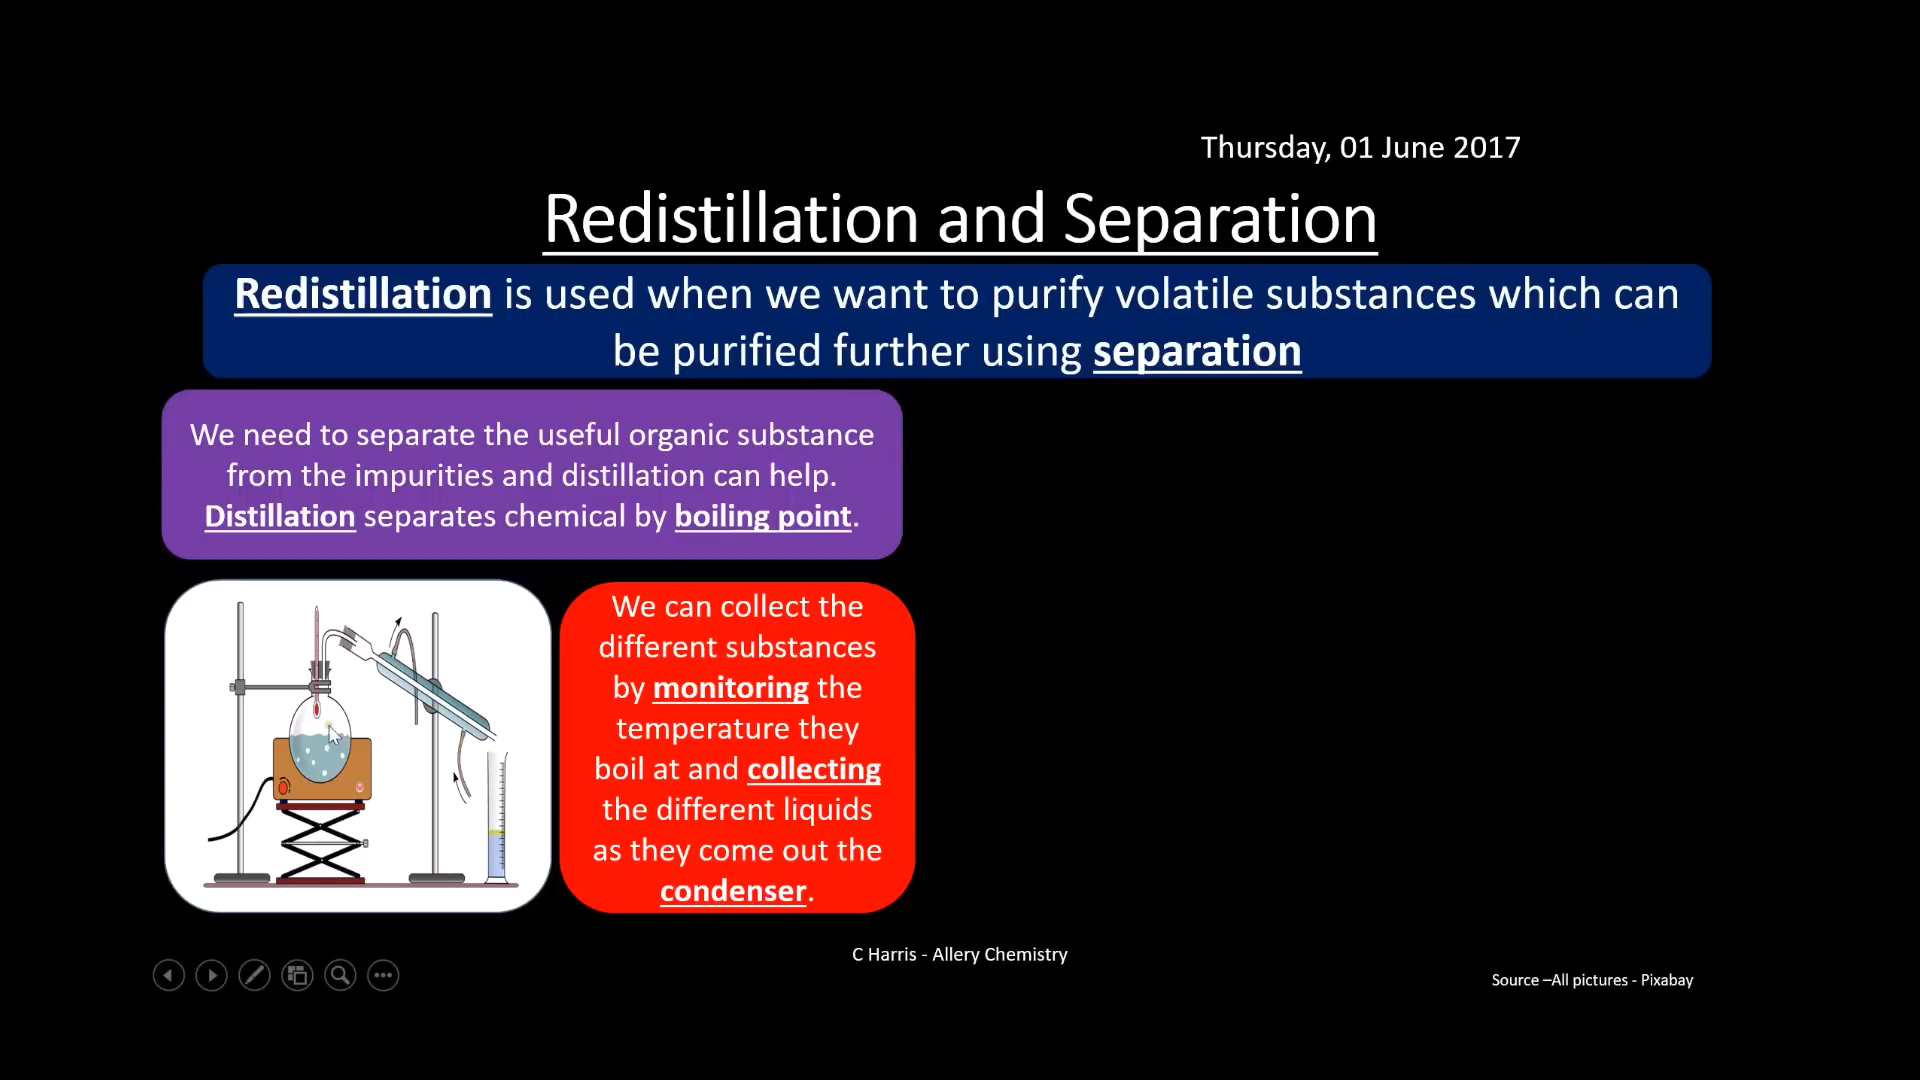 Thursday, 01 June 2017
Redistillation and Separation
Redistillation is used when we want to purify volatile substances which can
be purified further using separation
We need to separate the useful organic substance
from the impurities and distillation can help.
Distillation separates chemical by boiling point.
We can collect the
different substances
by monitoring the
temperature they
boil at and collecting
the different liquids
as they come out the
condenser.
C Harris - Allery Chemistry
Source –All pictures - Pixabay